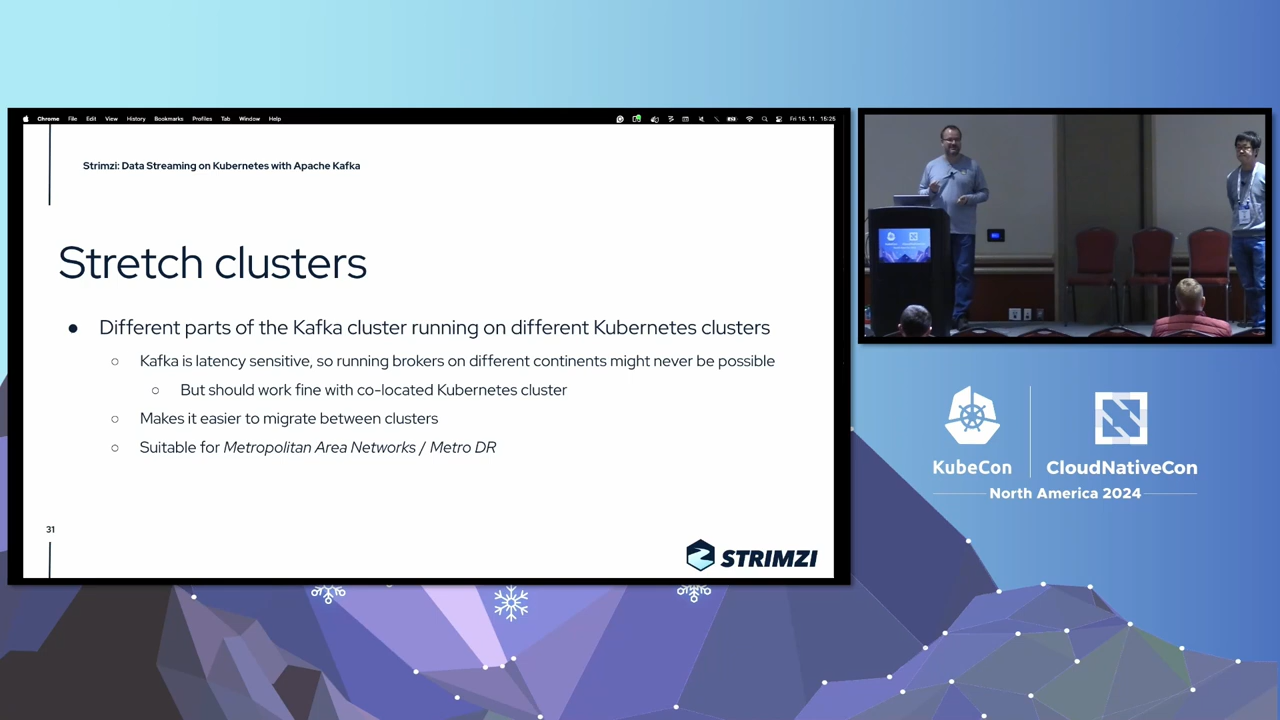 Chrome File Edit View History Bookmarks Profiles Tab Window Help
Fri 15. 11. 15:25
Strimzi: Data Streaming on Kubernetes with Apache Kafka
Stretch clusters
● Different parts of the Kafka cluster running on different Kubernetes clusters
○ Kafka is latency sensitive, so running brokers on different continents might never be possible
○ But should work fine with co-located Kubernetes cluster
○ Makes it easier to migrate between clusters
○ Suitable for Metropolitan Area Networks / Metro DR
31
STRIMZI
KubeCon
CloudNativeCon
North America 2024